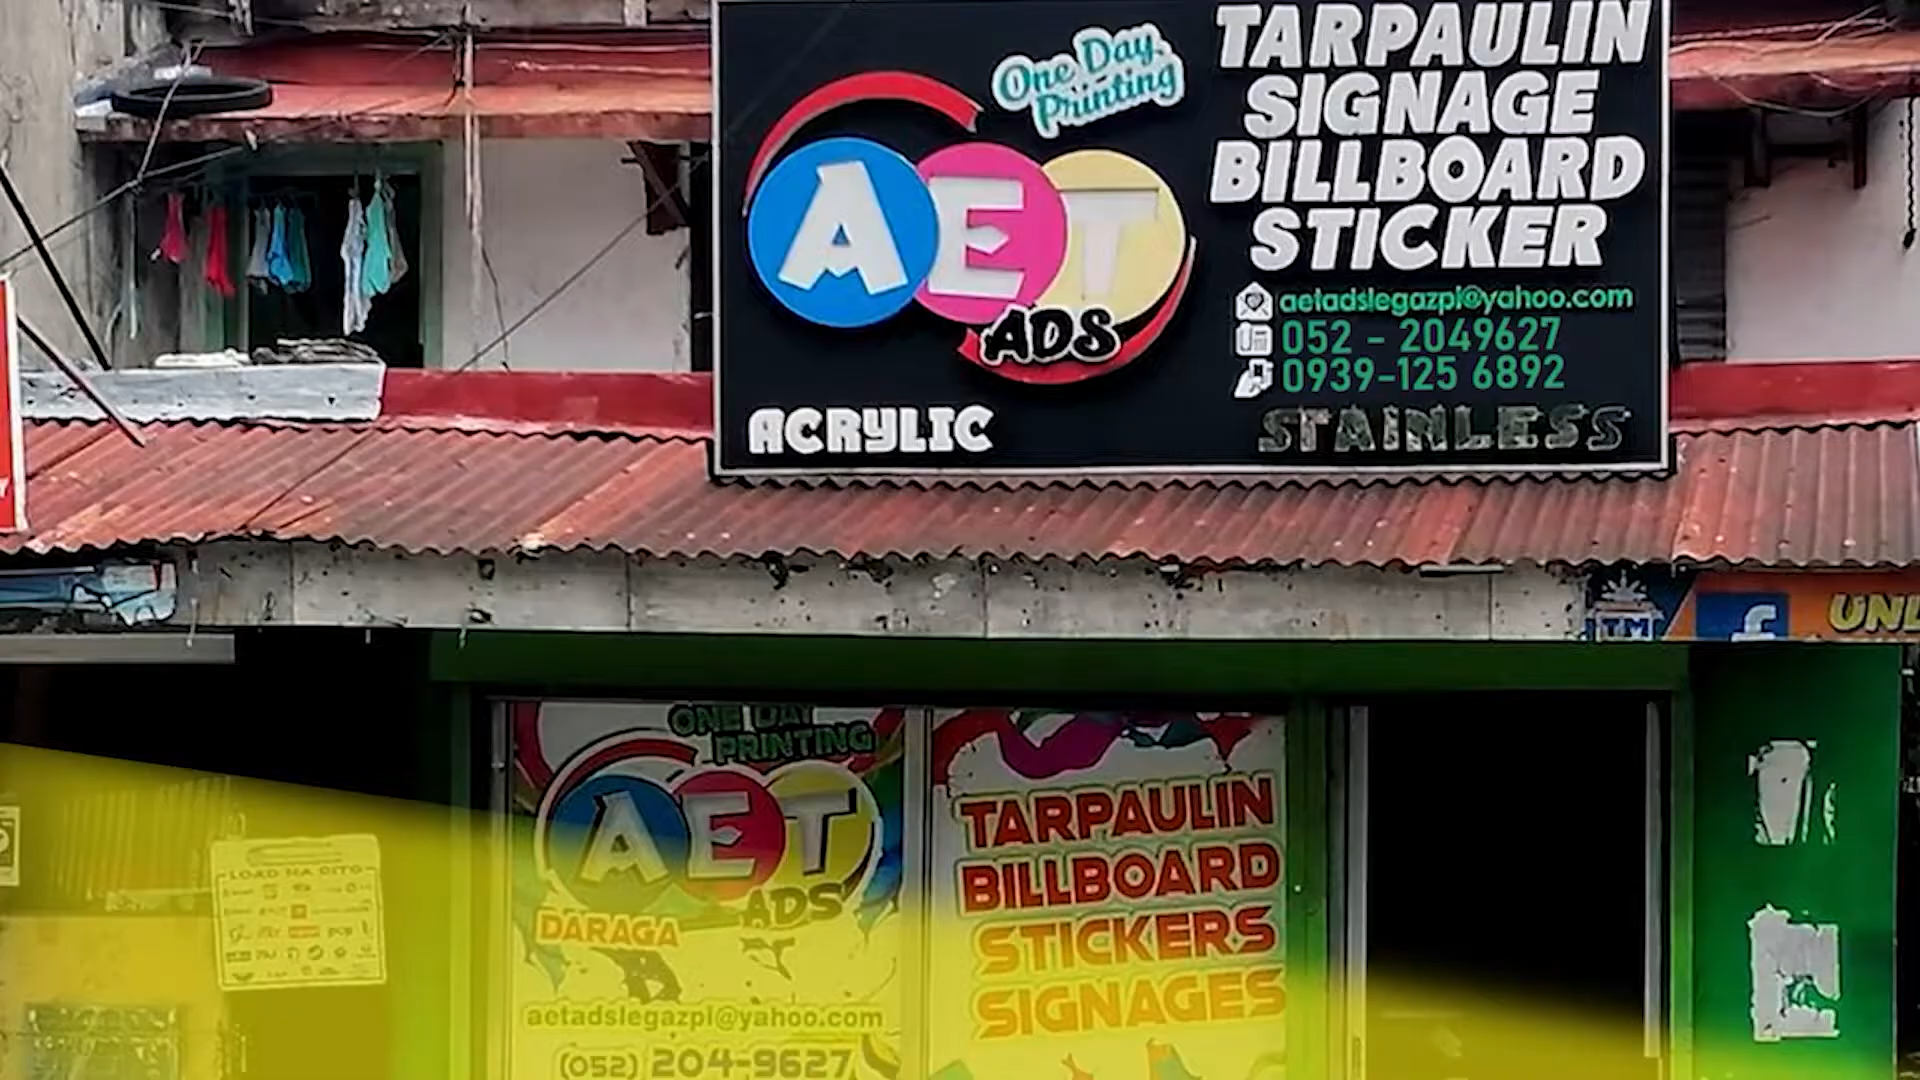 One Day
Printing
AET
ADS
ACRYLIC
TARPAULIN
SIGNAGE
BILLBOARD
STICKER
aetadslegazpi@yahoo.com
052 - 2049627
0939-125 6892
STAINLESS
TM
f
ONE DAY
PRINTING
AET
ADS
DARAGA
aetadslegazpi@yahoo.com
(052) 204-9627
TARPAULIN
BILLBOARD
STICKERS
SIGNAGES
LOAD NA DITO